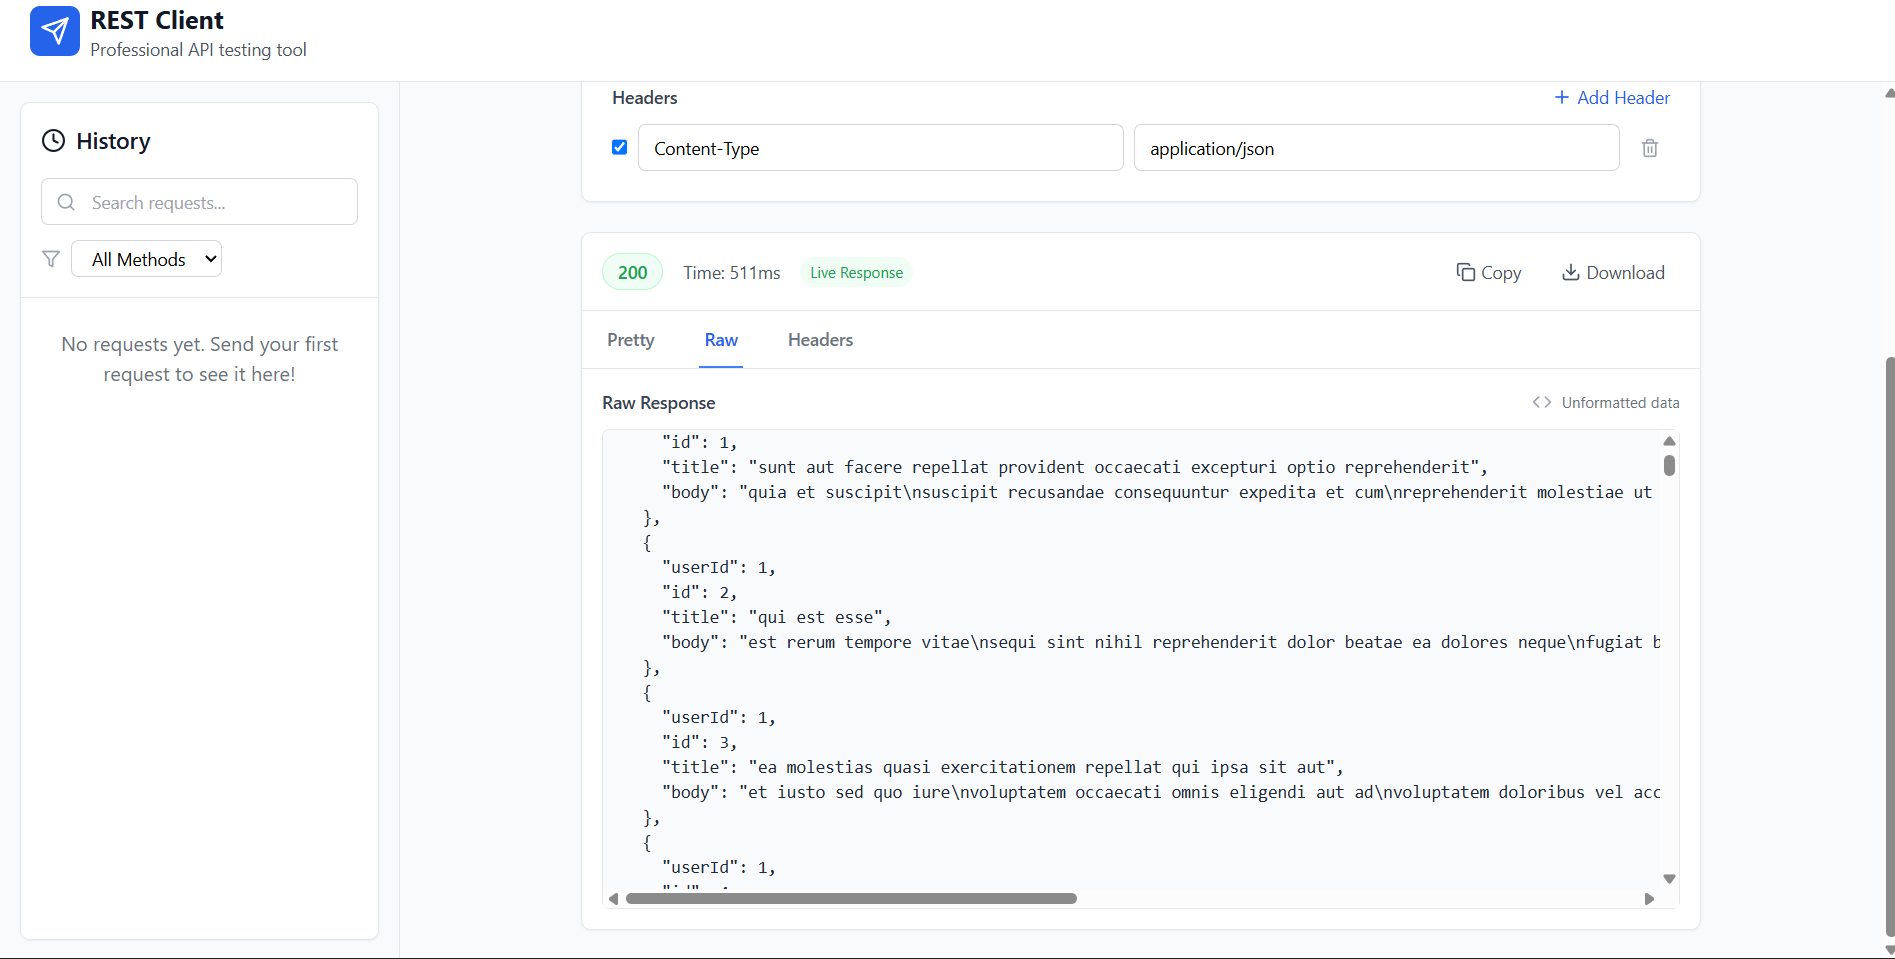 REST Client
Professional API testing tool
History
Search requests...
All Methods
No requests yet. Send your first
request to see it here!
Headers
Add Header
Content-Type
application/json
200
Time: 511ms
Live Response
Copy
Download
Pretty
Raw
Headers
Raw Response
<> Unformatted data
"id": 1,
"title": "sunt aut facere repellat provident occaecati excepturi optio reprehenderit",
"body": "quia et suscipit\nsuscipit recusandae consequuntur expedita et cum\nreprehenderit molestiae ut
},
{
"userId": 1,
"id": 2,
"title": "qui est esse",
"body": "est rerum tempore vitae\nsequi sint nihil reprehenderit dolor beatae ea dolores neque\nfugiat b
},
{
"userId": 1,
"id": 3,
"title": "ea molestias quasi exercitationem repellat qui ipsa sit aut",
"body": "et iusto sed quo iure\nvoluptatem occaecati omnis eligendi aut ad\nvoluptatem doloribus vel acc
},
{
"userId": 1,